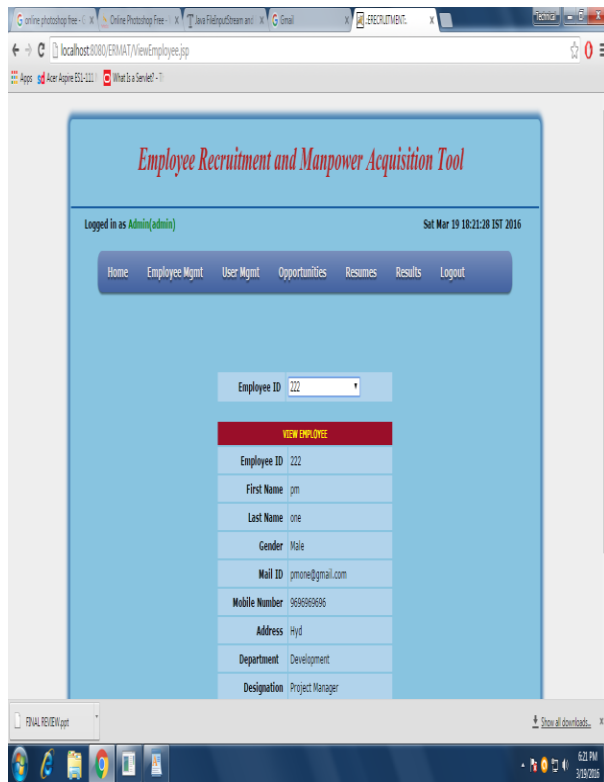 online photoshop free - G
Online Photoshop Free -
Java FileInputStream and
Gmail
..:ERECRUITMENT:.
Technical
localhost:8080/ERMAT/ViewEmployee.jsp
Apps
Acer Aspire ES1-111
What Is a Servlet? - T
Employee Recruitment and Manpower Acquisition Tool
Logged in as Admin(admin)
Sat Mar 19 18:21:28 IST 2016
Home Employee Mgmt User Mgmt Opportunities Resumes Results Logout
Employee ID 222
VIEW EMPLOYEE
Employee ID 222
First Name pm
Last Name one
Gender Male
Mail ID pmone@gmail.com
Mobile Number 9696969696
Address Hyd
Department Development
Designation Project Manager
FINAL REVIEW.ppt
Show all downloads...
6:21 PM
3/19/2016